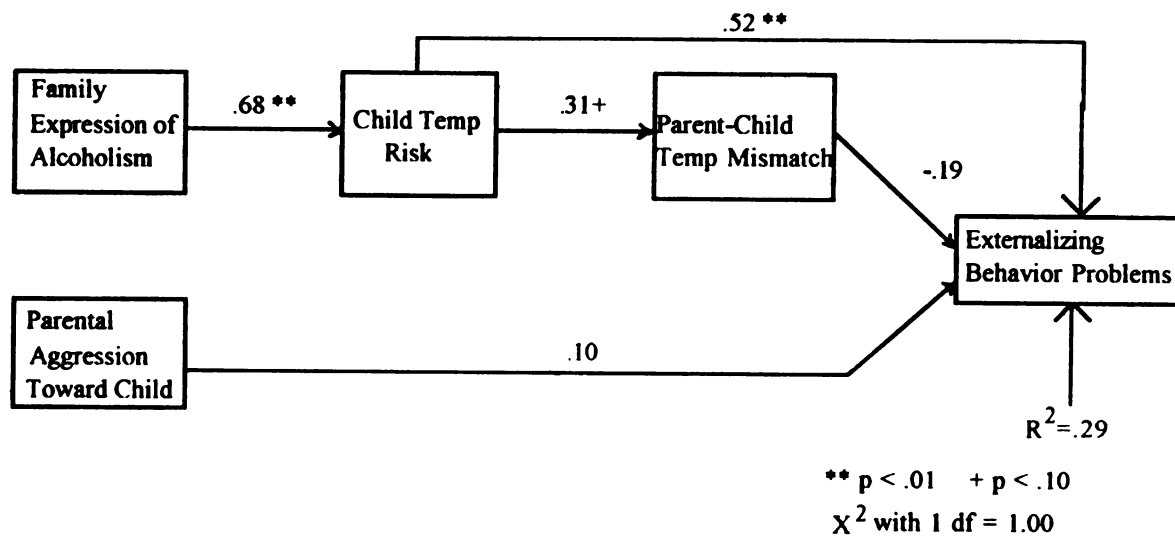 .52 **
Family
Expression of
Alcoholism
.68 **
Child Temp
Risk
.31+
Parent-Child
Temp Mismatch
-.19
Externalizing
Behavior Problems
Parental
Aggression
Toward Child
.10
R²=.29
** p < .01 + p < .10
X² with 1 df = 1.00